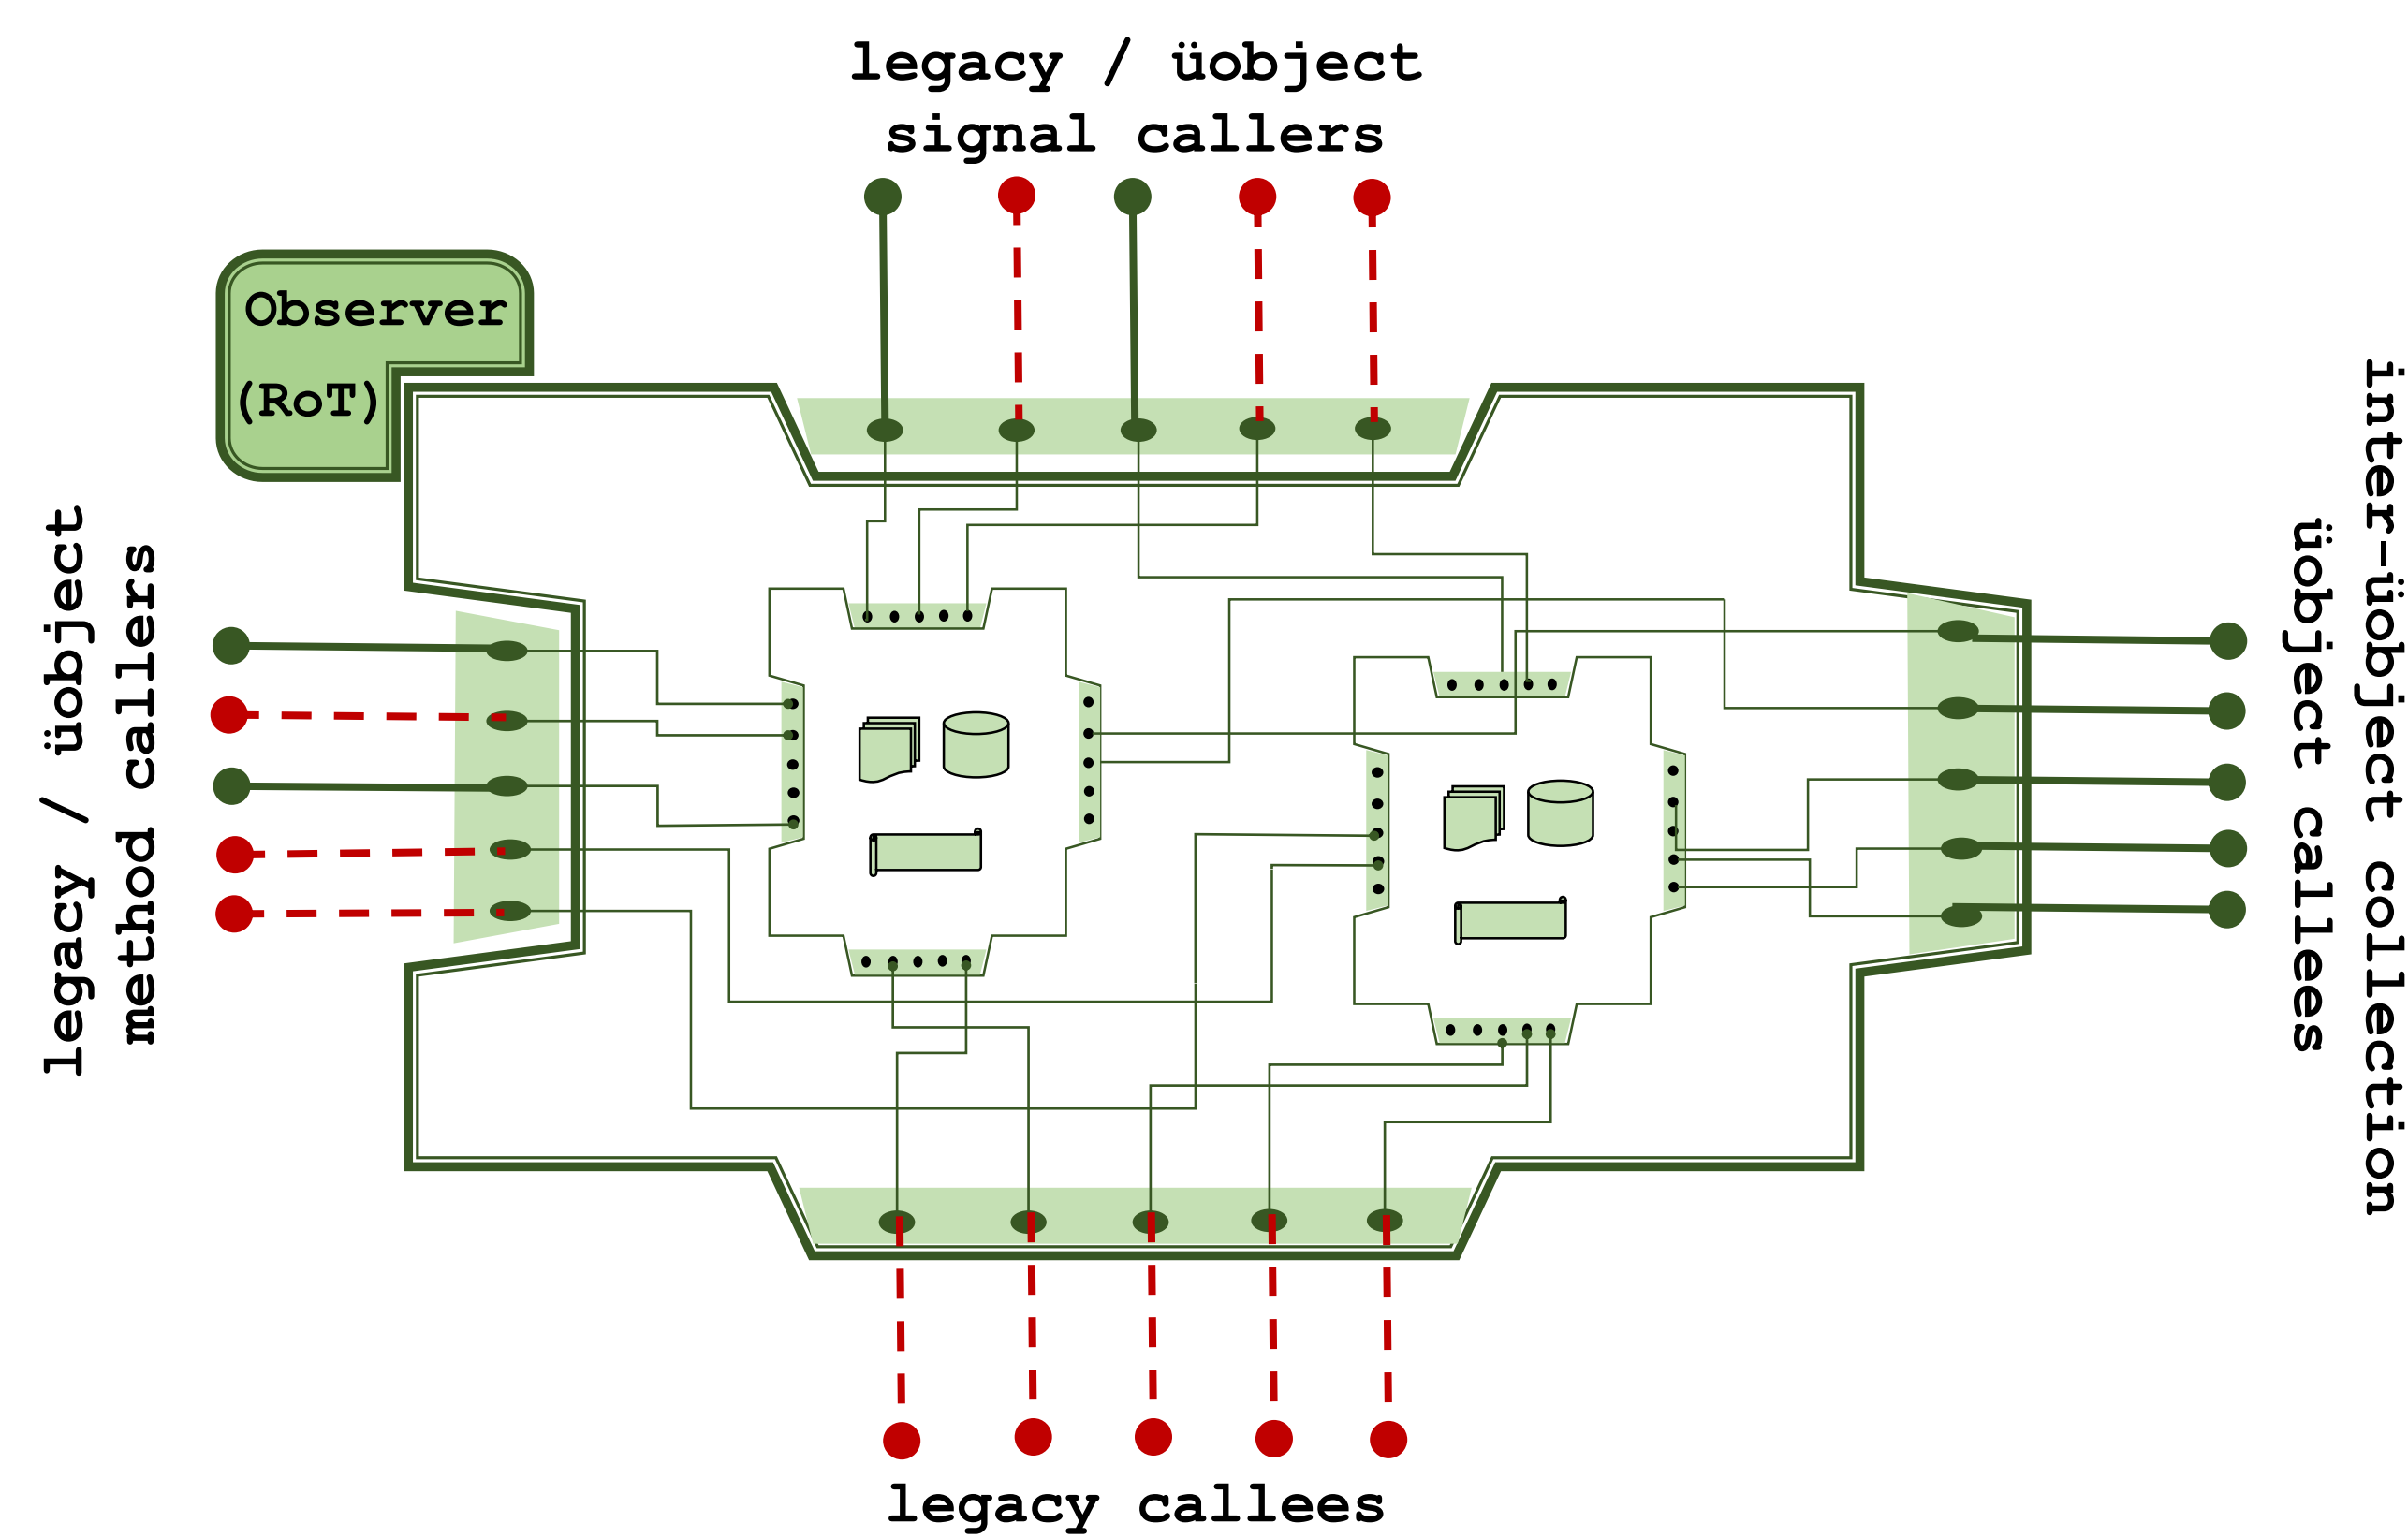 legacy / üobject
signal callers
Observer
(RoT)
legacy / üobject
method callers
inter-üobject collection
üobject callees
legacy callees